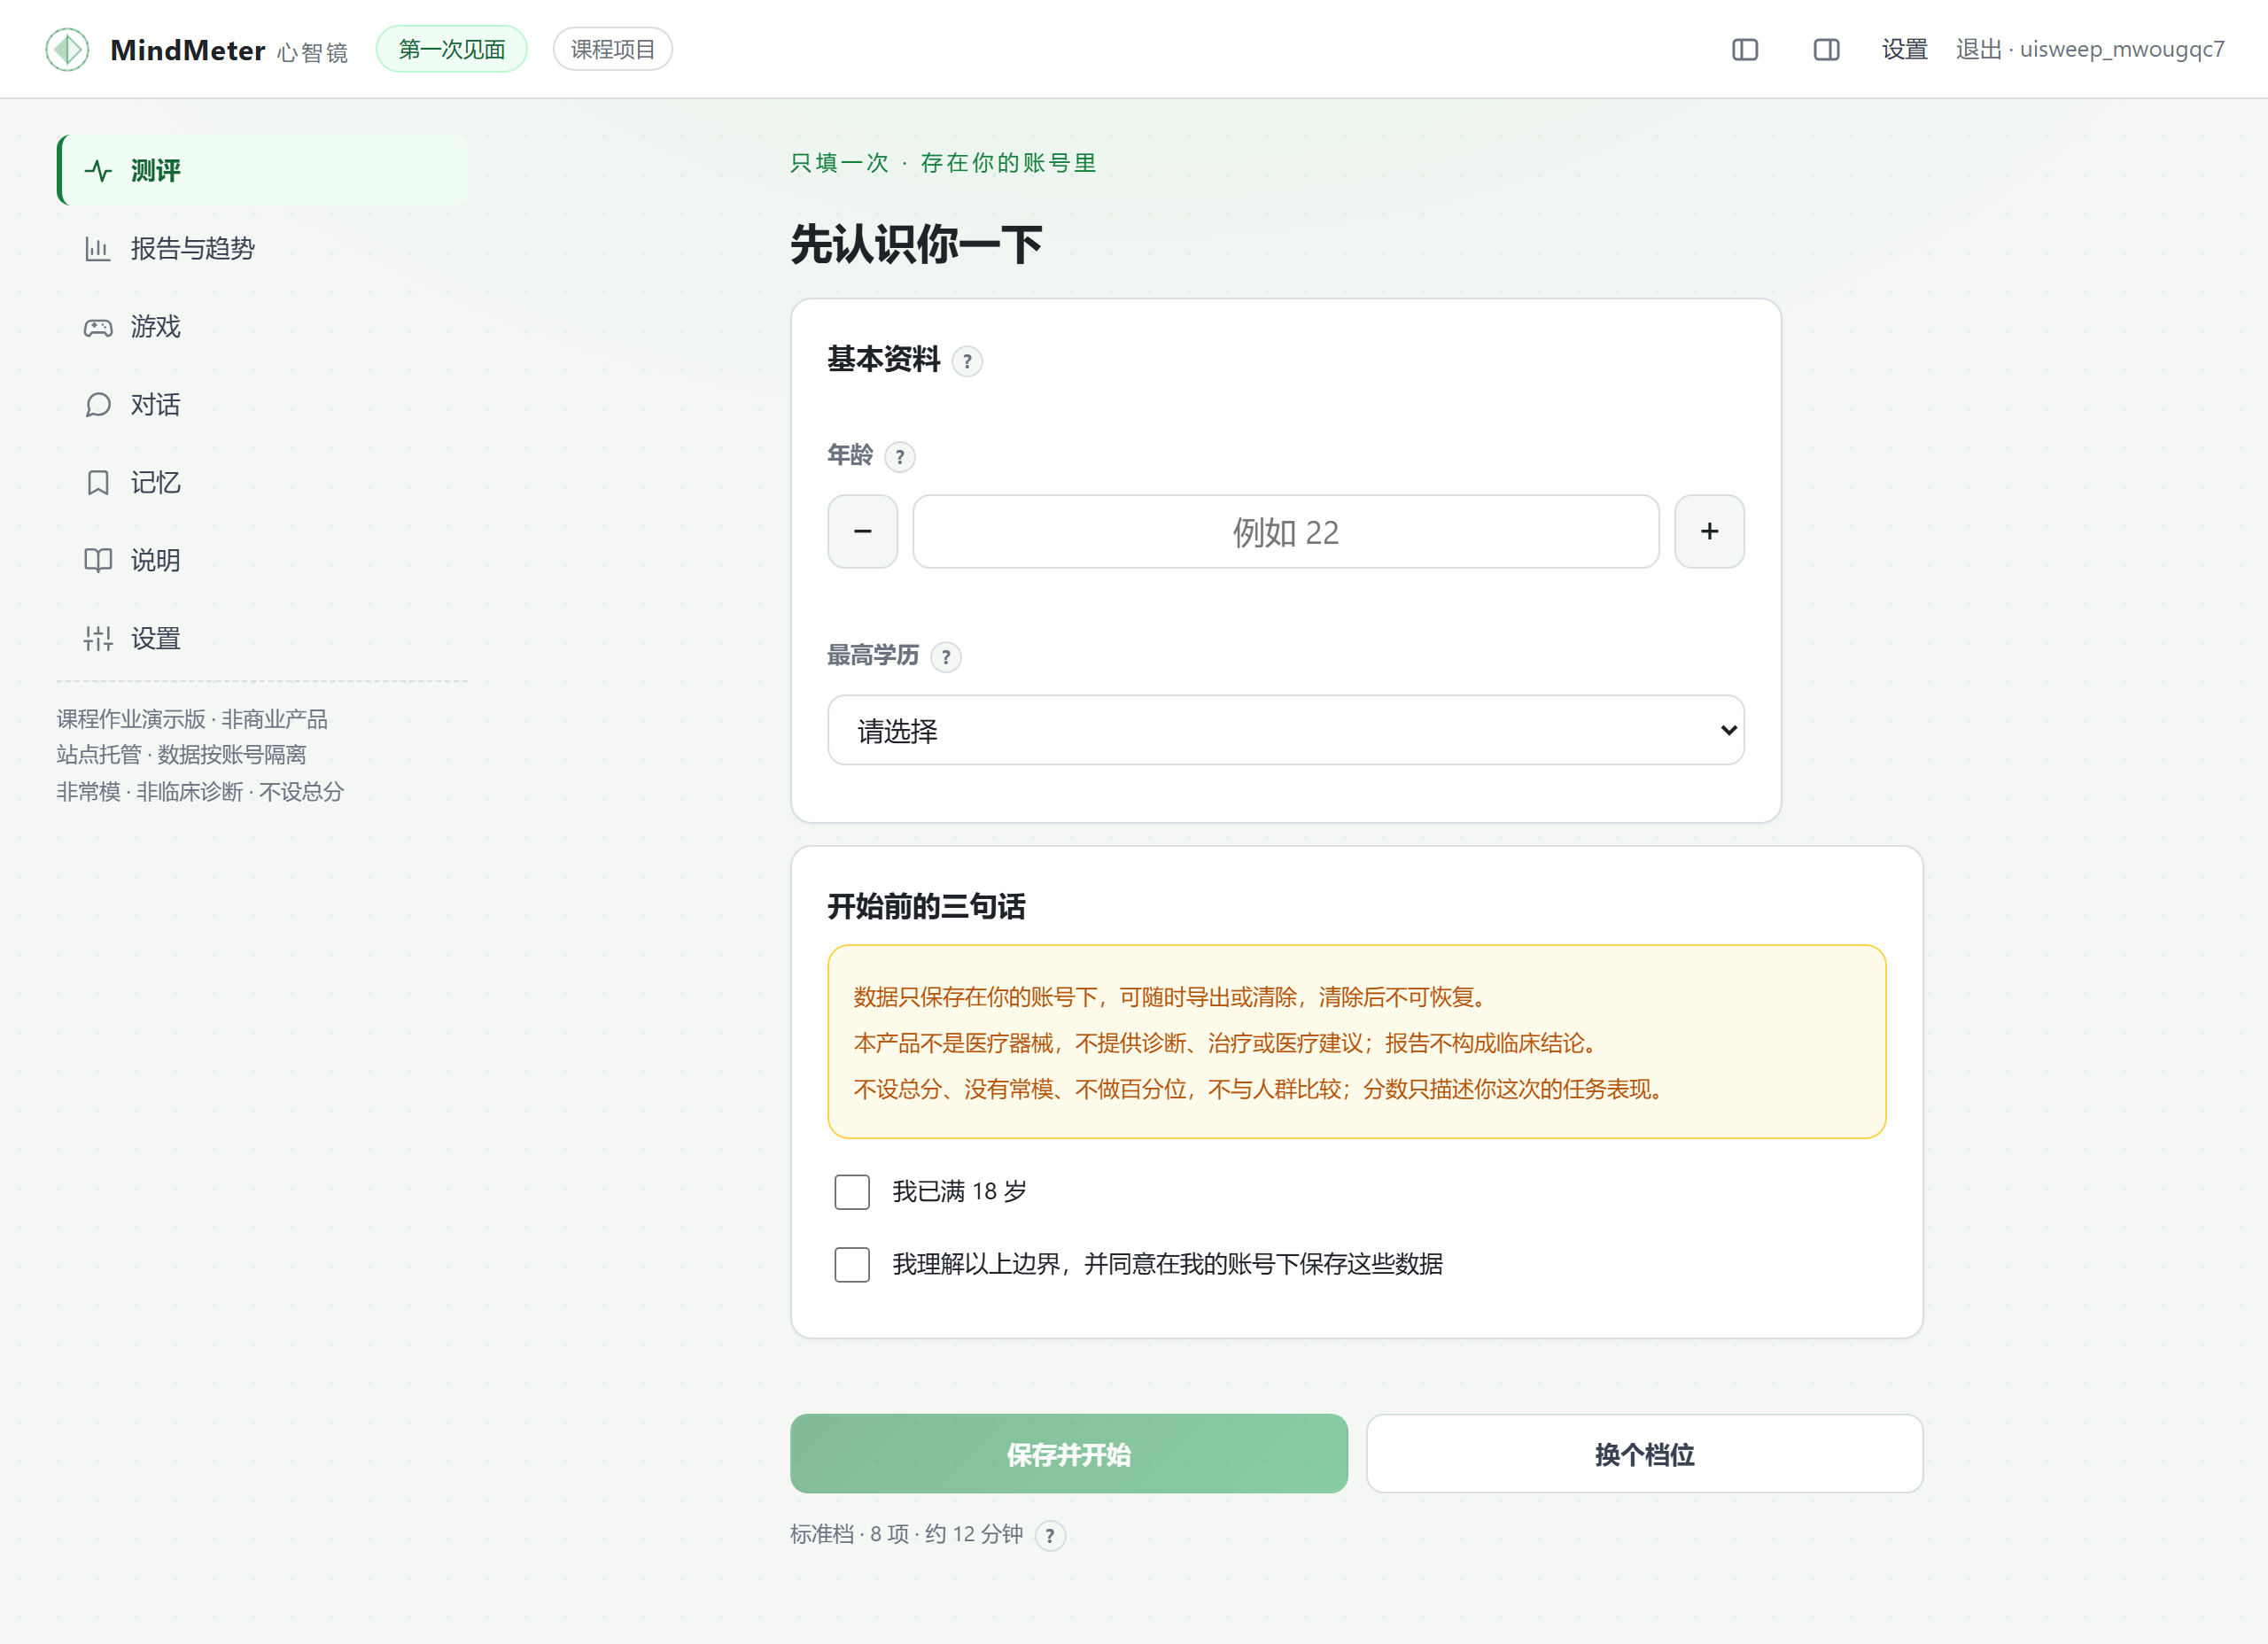 MindMeter 心智镜 第一次见面 课程项目 设置 退出 · uisweep_mwougqc7
测评
报告与趋势
游戏
对话
记忆
说明
设置
课程作业演示版 · 非商业产品
站点托管 · 数据按账号隔离
非常模 · 非临床诊断 · 不设总分
只填一次 · 存在你的账号里
先认识你一下
基本资料 ?
年龄 ?
− 例如 22 +
最高学历 ?
请选择
开始前的三句话
数据只保存在你的账号下，可随时导出或清除，清除后不可恢复。
本产品不是医疗器械，不提供诊断、治疗或医疗建议；报告不构成临床结论。
不设总分、没有常模、不做百分位，不与人群比较；分数只描述你这次的任务表现。
我已满 18 岁
我理解以上边界，并同意在我的账号下保存这些数据
保存并开始 换个档位
标准档 · 8 项 · 约 12 分钟 ?